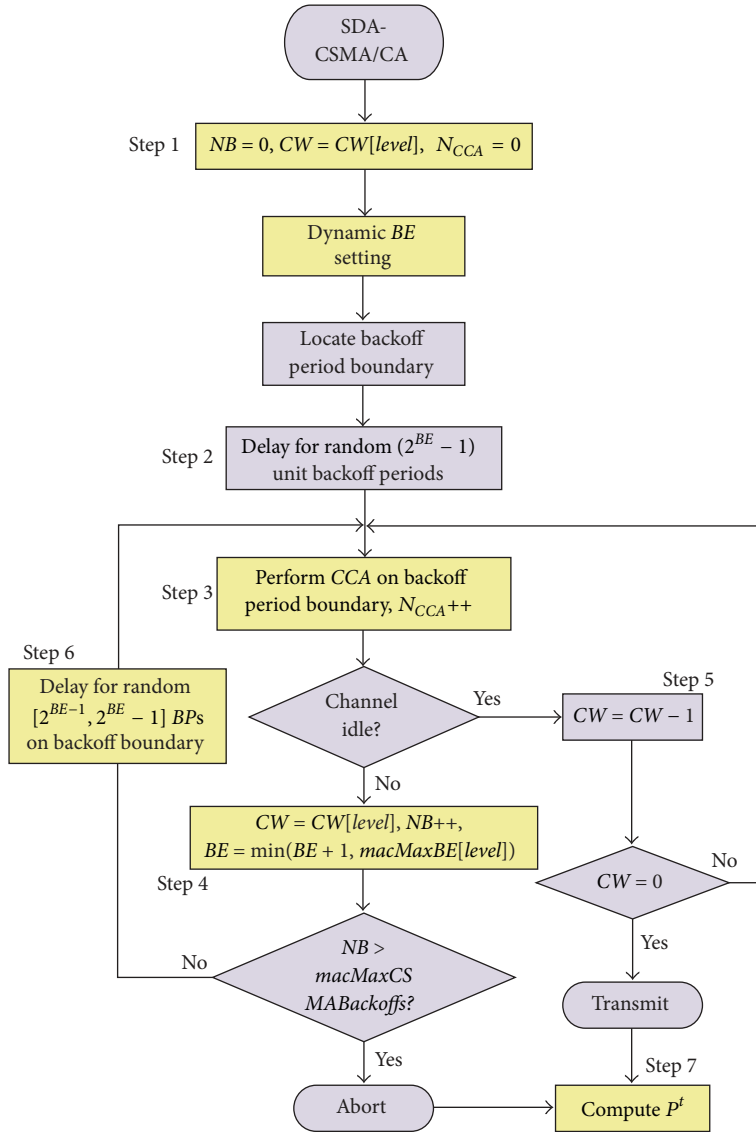 SDA-
CSMA/CA
Step 1
NB = 0, CW = CW[level], N_CCA = 0
Dynamic BE
setting
Locate backoff
period boundary
Step 2
Delay for random (2^{BE} − 1)
unit backoff periods
Step 3
Perform CCA on backoff
period boundary, N_CCA++
Step 6
Delay for random
[2^{BE−1}, 2^{BE} − 1] BPs
on backoff boundary
Channel
idle?
Yes
Step 5
CW = CW − 1
No
CW = CW[level], NB++,
BE = min(BE + 1, macMaxBE[level])
Step 4
CW = 0
No
Yes
NB >
macMaxCS
MABackoffs?
No
Transmit
Yes
Step 7
Abort
Compute P^t